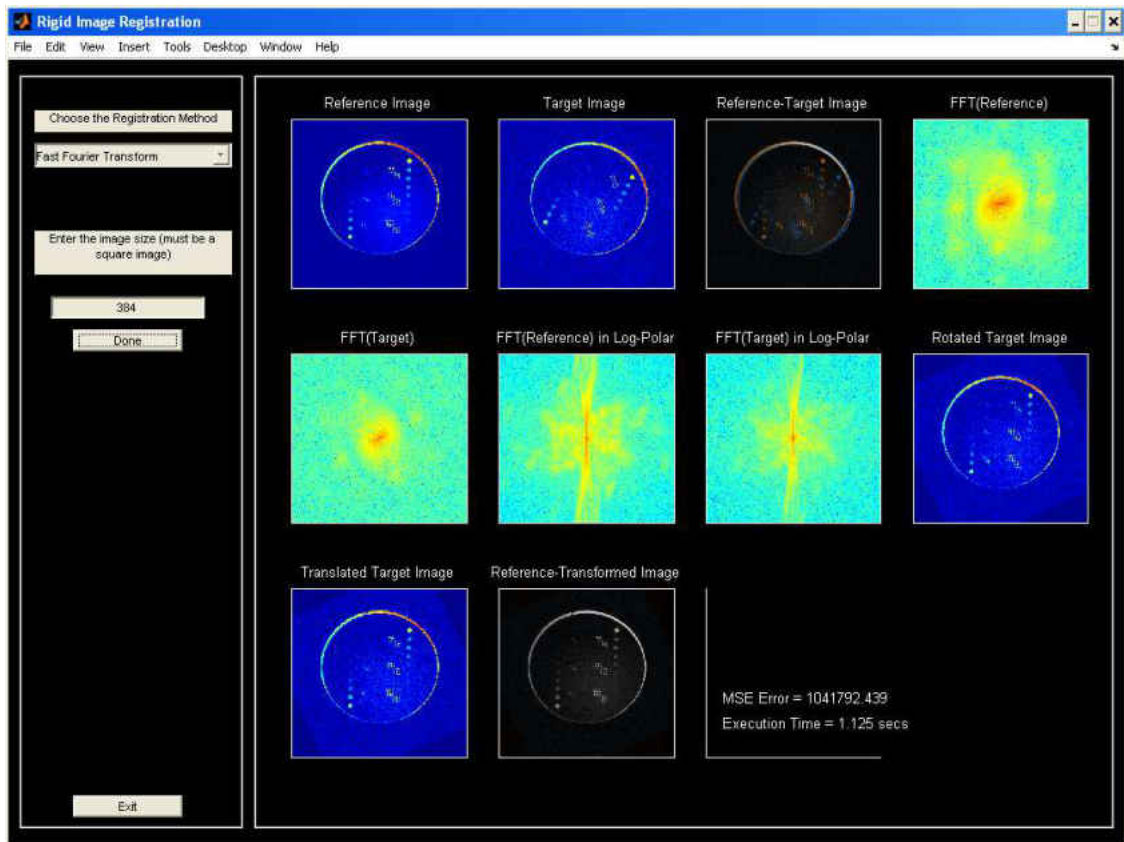 Rigid Image Registration
File Edit View Insert Tools Desktop Window Help
Choose the Registration Method
Fast Fourier Transform
Enter the image size (must be a
square image)
384
Done
Exit
Reference Image
Target Image
Reference-Target Image
FFT(Reference)
FFT(Target)
FFT(Reference) in Log-Polar
FFT(Target) in Log-Polar
Rotated Target Image
Translated Target Image
Reference-Transformed Image
MSE Error = 1041792.439
Execution Time = 1.125 secs